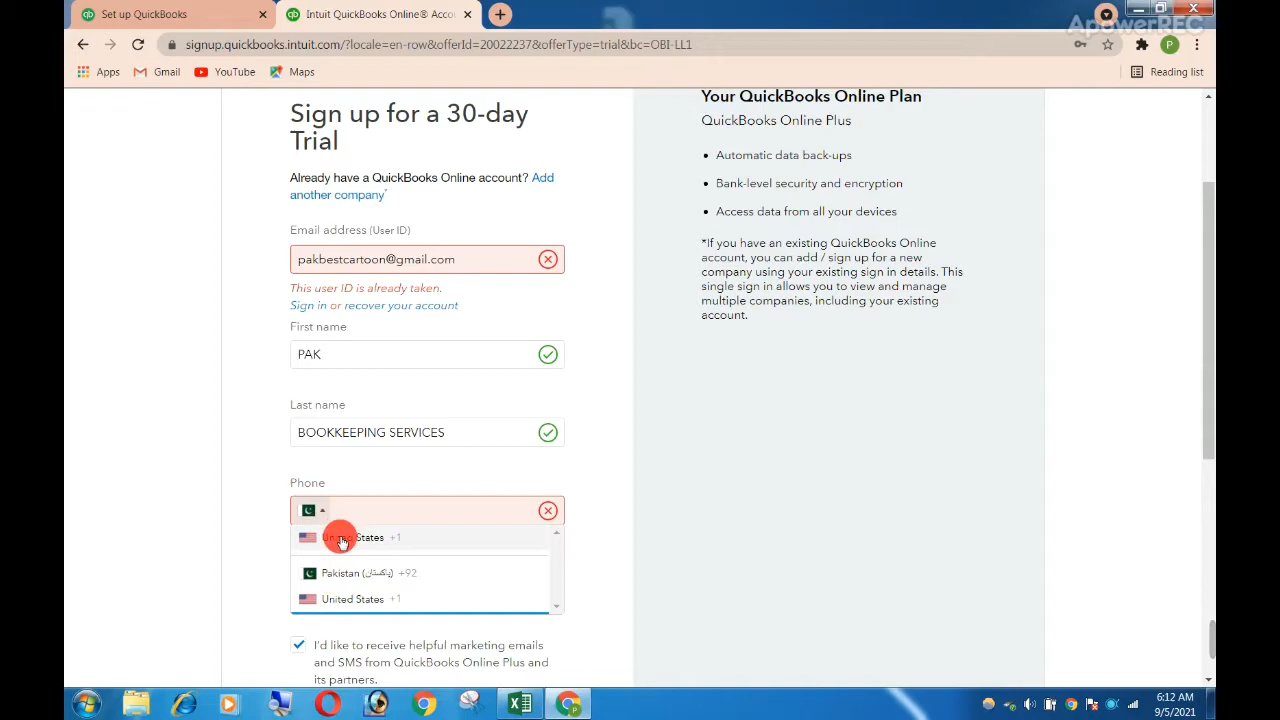 Set up QuickBooks
Intuit QuickBooks Online® Acco
ApowerREC
signup.quickbooks.intuit.com/?locale=en-row&offerId=20022237&offerType=trial&bc=OBI-LL1
P
Apps
Gmail
YouTube
Maps
Reading list
Sign up for a 30-day
Trial
Already have a QuickBooks Online account? Add
another company*
Email address (User ID)
pakbestcartoon@gmail.com
This user ID is already taken.
Sign in or recover your account
First name
PAK
Last name
BOOKKEEPING SERVICES
Phone
United States +1
Pakistan (پاکستان) +92
United States +1
I'd like to receive helpful marketing emails
and SMS from QuickBooks Online Plus and
its partners.
Your QuickBooks Online Plan
QuickBooks Online Plus
• Automatic data back-ups
• Bank-level security and encryption
• Access data from all your devices
*If you have an existing QuickBooks Online
account, you can add / sign up for a new
company using your existing sign in details. This
single sign in allows you to view and manage
multiple companies, including your existing
account.
6:12 AM
9/5/2021